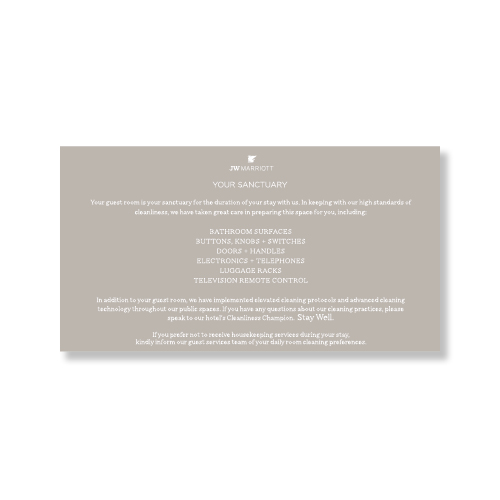 JW MARRIOTT
YOUR SANCTUARY
Your guest room is your sanctuary for the duration of your stay with us. In keeping with our high standards of
cleanliness, we have taken great care in preparing this space for you, including:
BATHROOM SURFACES
BUTTONS, KNOBS + SWITCHES
DOORS + HANDLES
ELECTRONICS + TELEPHONES
LUGGAGE RACKS
TELEVISION REMOTE CONTROL
In addition to your guest room, we have implemented elevated cleaning protocols and advanced cleaning
technology throughout our public spaces. If you have any questions about our cleaning practices, please
speak to our hotel's Cleanliness Champion. Stay Well.
If you prefer not to receive housekeeping services during your stay,
kindly inform our guest services team of your daily room cleaning preferences.